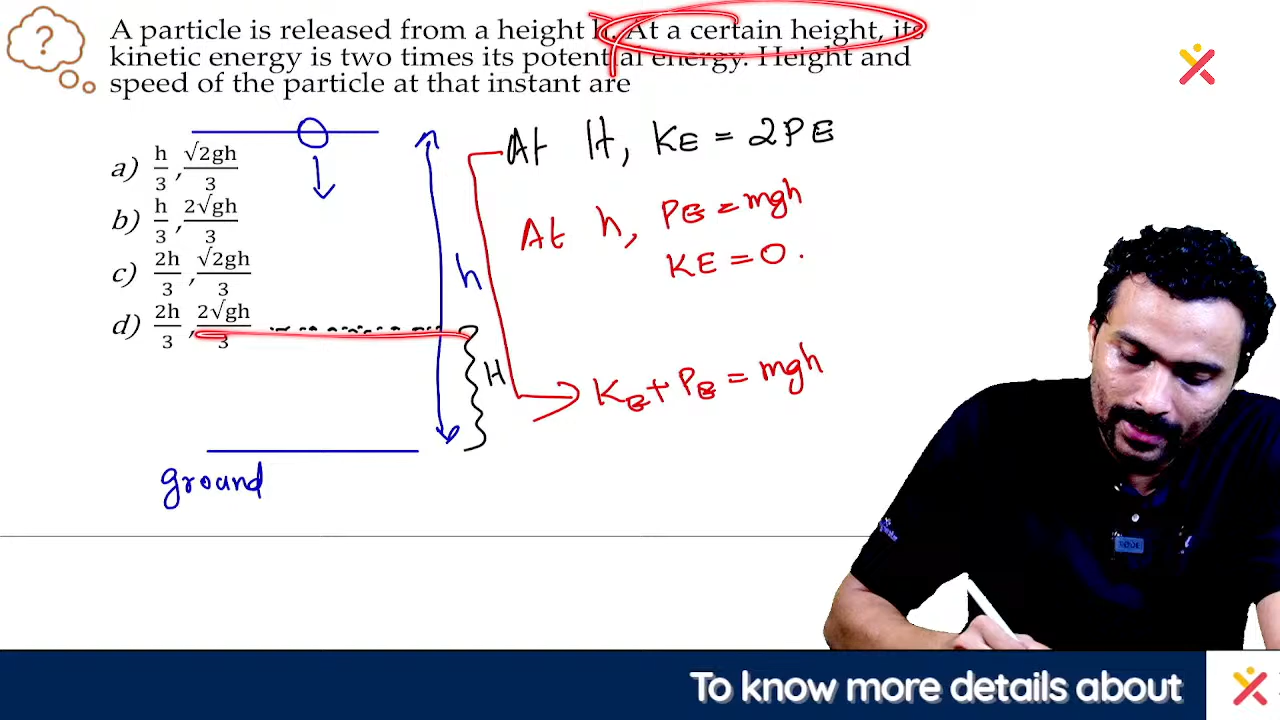 ?
A particle is released from a height h. At a certain height, its
kinetic energy is two times its potential energy. Height and
speed of the particle at that instant are
a) h/3 , √2gh/3
b) h/3 , 2√gh/3
c) 2h/3 , √2gh/3
d) 2h/3 , 2√gh/3
At H, KE = 2PE
At h, PE = mgh
KE = 0.
h
H
KE + PE = mgh
ground
To know more details about